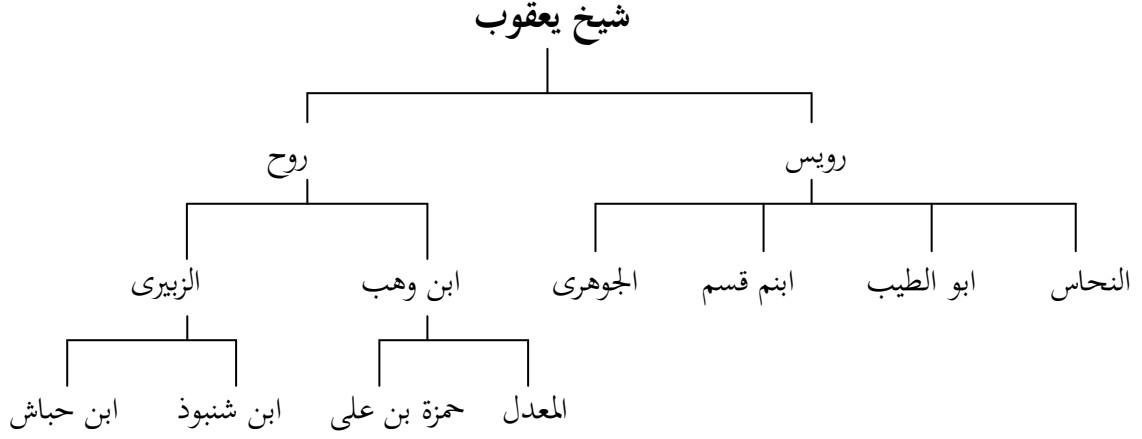 شيخ يعقوب
رويس روح
النحاس ابو الطيب ابنم قسم الجوهرى ابن وهب الزبيرى
المعدل حمزة بن على ابن شنبوذ ابن حباش